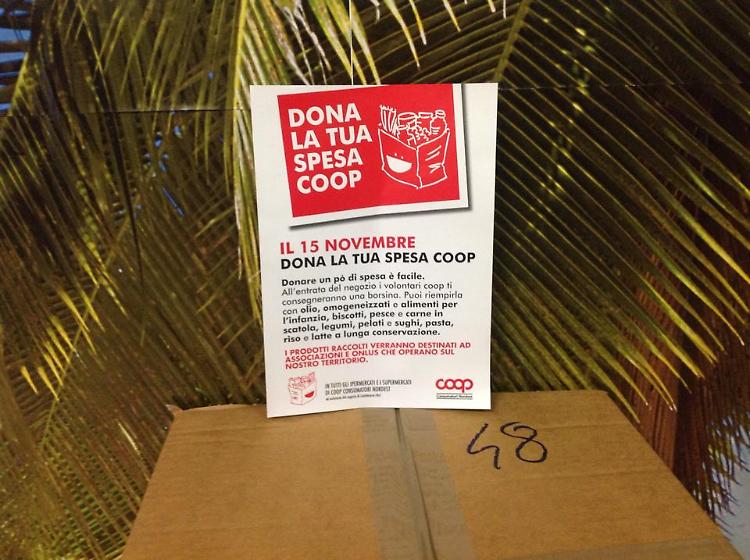 DONA
LA TUA
SPESA
COOP
IL 15 NOVEMBRE
DONA LA TUA SPESA COOP
Donare un pò di spesa è facile.
All'entrata del negozio i volontari coop ti
consegneranno una borsina. Puoi riempirla
con olio, omogeneizzati e alimenti per
l'infanzia, biscotti, pesce e carne in
scatola, legumi, pelati e sughi, pasta,
riso e latte a lunga conservazione.
I PRODOTTI RACCOLTI VERRANNO DESTINATI AD
ASSOCIAZIONI E ONLUS CHE OPERANO SUL
NOSTRO TERRITORIO.
IN TUTTI GLI IPERMERCATI E I SUPERMERCATI
DI COOP CONSUMATORI NORDEST
coop
Consumatori Nordest
48